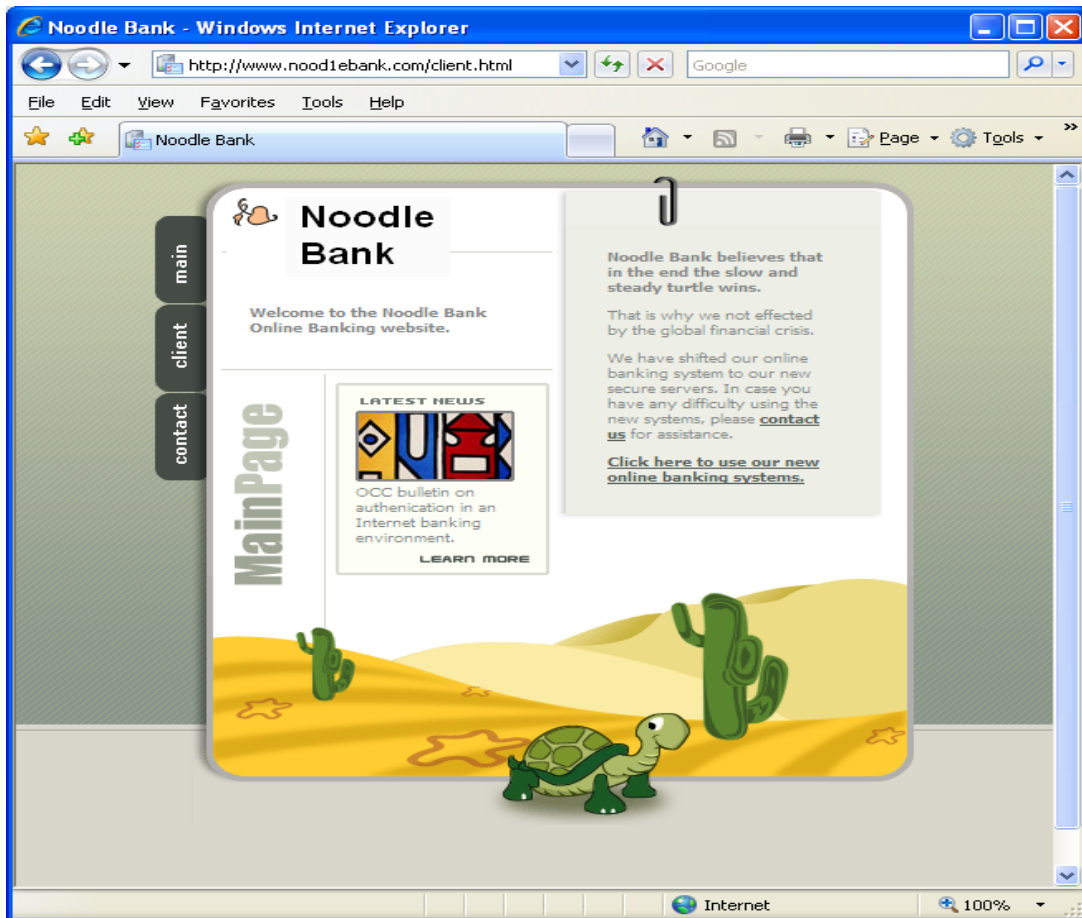 Noodle Bank - Windows Internet Explorer
http://www.nood1ebank.com/client.html
Google
File Edit View Favorites Tools Help
Noodle Bank
Page Tools »
main
client
contact
Noodle
Bank
Welcome to the Noodle Bank
Online Banking website.
MainPage
LATEST NEWS
OCC bulletin on
authenication in an
Internet banking
environment.
LEARN MORE
Noodle Bank believes that
in the end the slow and
steady turtle wins.
That is why we not effected
by the global financial crisis.
We have shifted our online
banking system to our new
secure servers. In case you
have any difficulty using the
new systems, please contact
us for assistance.
Click here to use our new
online banking systems.
Internet
100%